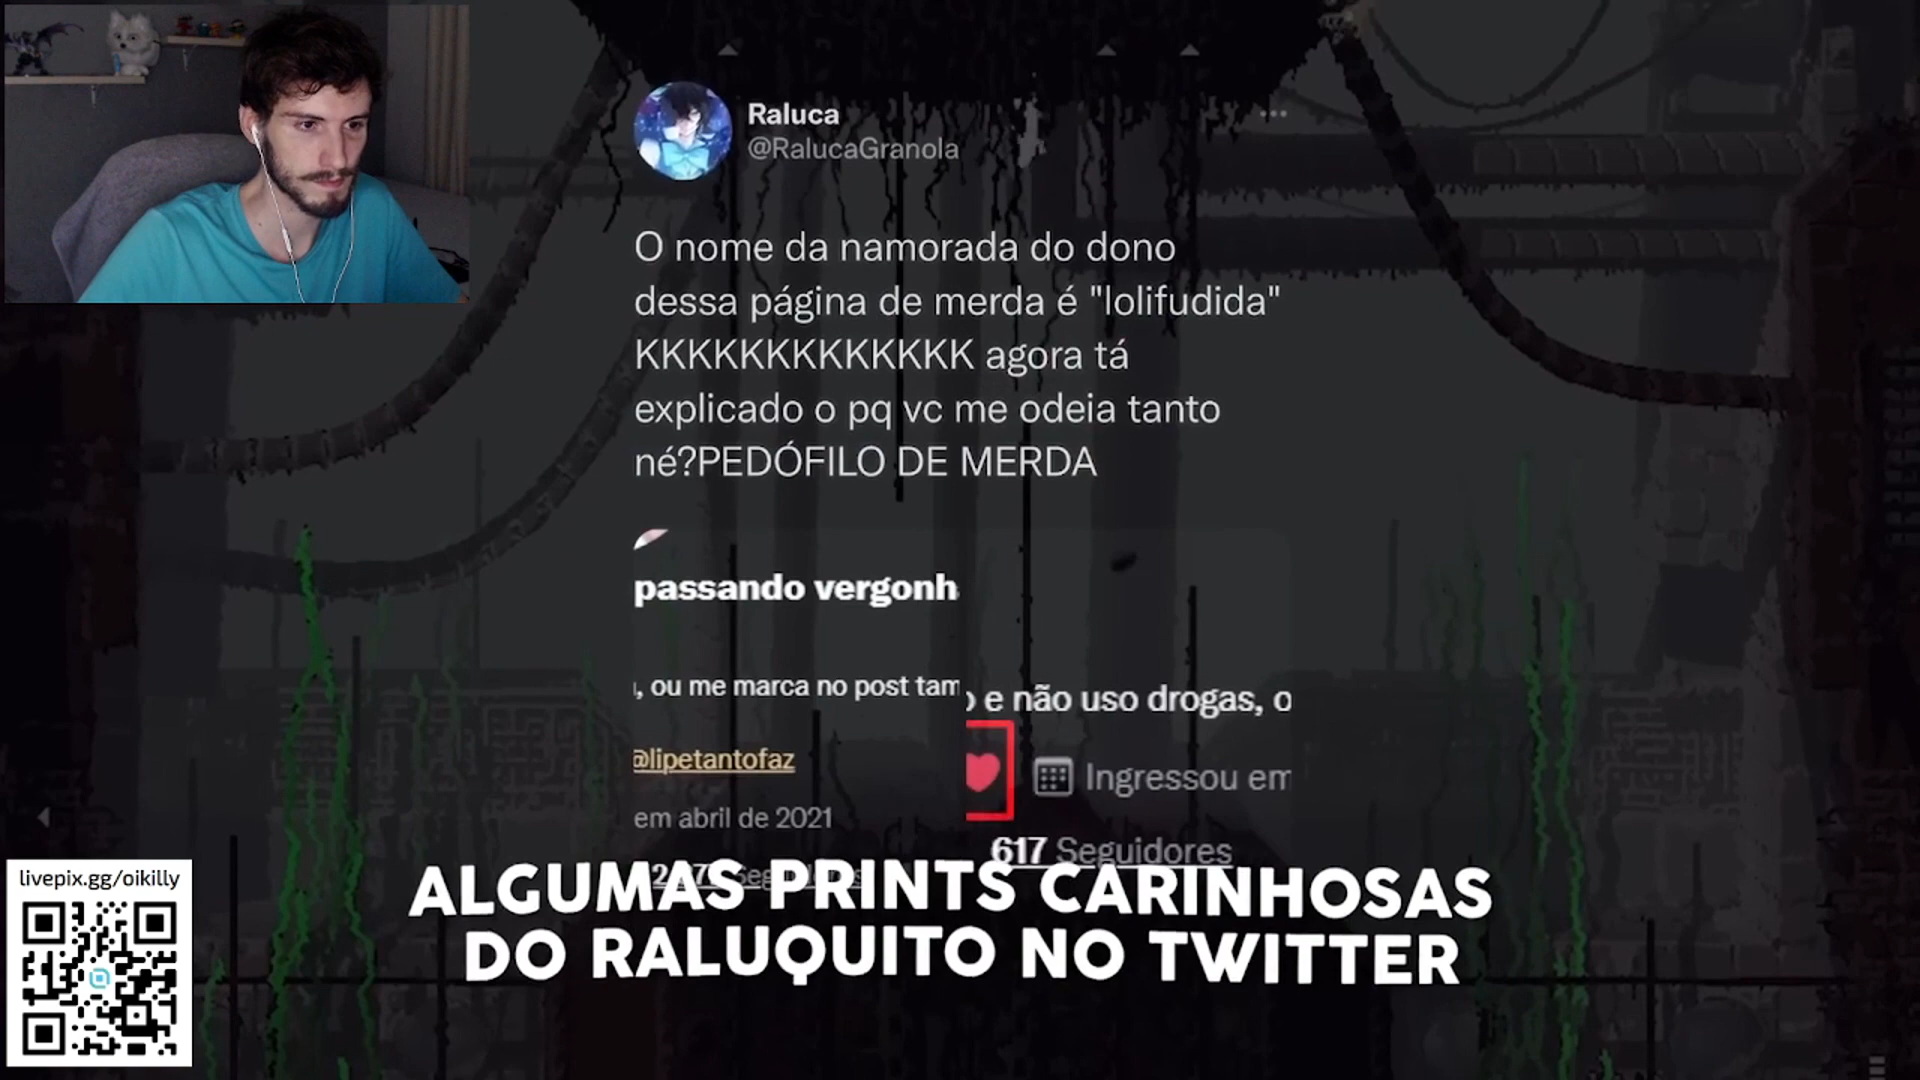 Raluca
@RalucaGranola
O nome da namorada do dono
dessa página de merda é "lolifudida"
KKKKKKKKKKKKK agora tá
explicado o pq vc me odeia tanto
né?PEDÓFILO DE MERDA
passando vergonh
, ou me marca no post tam
@lipetantofaz
em abril de 2021
o e não uso drogas, o
Ingressou em
617 Seguidores
ALGUMAS PRINTS CARINHOSAS
DO RALUQUITO NO TWITTER
livepix.gg/oikilly